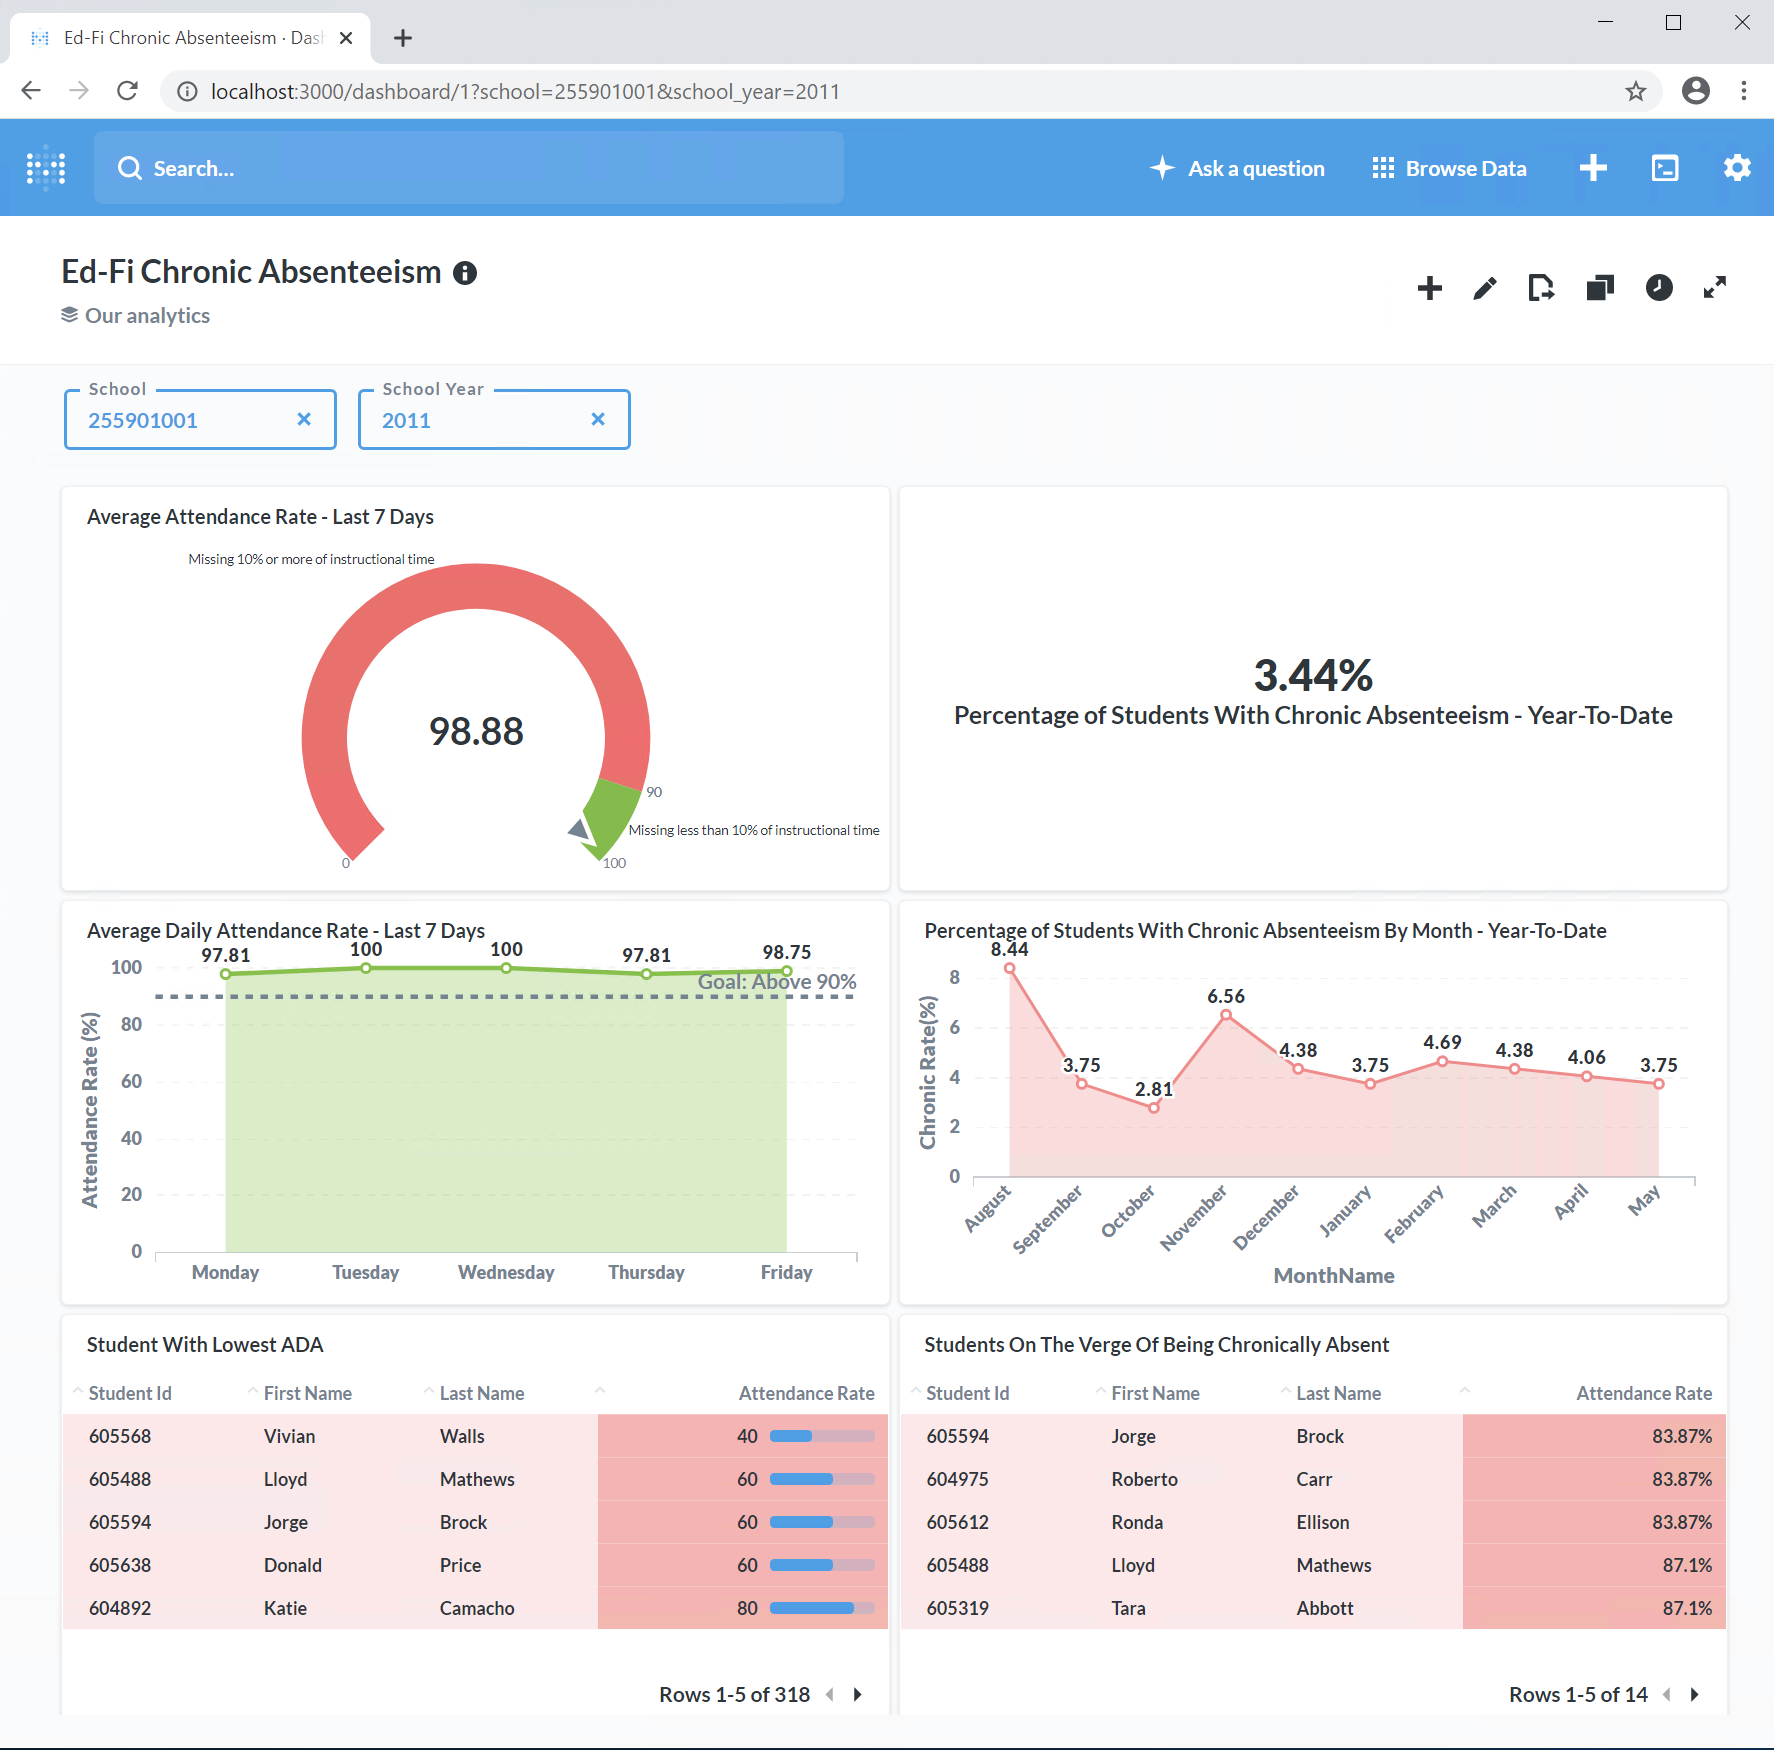 Ed-Fi Chronic Absenteeism · Das
localhost:3000/dashboard/1?school=255901001&school_year=2011
Search...
Ask a question
Browse Data
Ed-Fi Chronic Absenteeism
Our analytics
School
255901001
School Year
2011
Average Attendance Rate - Last 7 Days
Missing 10% or more of instructional time
98.88
90
Missing less than 10% of instructional time
0
100
3.44%
Percentage of Students With Chronic Absenteeism - Year-To-Date
Average Daily Attendance Rate - Last 7 Days
97.81 100 100 97.81 98.75
Goal: Above 90%
Attendance Rate (%)
100
80
60
40
20
0
Monday Tuesday Wednesday Thursday Friday
Percentage of Students With Chronic Absenteeism By Month - Year-To-Date
8.44 3.75 2.81 6.56 4.38 3.75 4.69 4.38 4.06 3.75
Chronic Rate(%)
8
6
4
2
0
August September October November December January February March April May
MonthName
Student With Lowest ADA
Student Id First Name Last Name Attendance Rate
605568 Vivian Walls 40
605488 Lloyd Mathews 60
605594 Jorge Brock 60
605638 Donald Price 60
604892 Katie Camacho 80
Rows 1-5 of 318
Students On The Verge Of Being Chronically Absent
Student Id First Name Last Name Attendance Rate
605594 Jorge Brock 83.87%
604975 Roberto Carr 83.87%
605612 Ronda Ellison 83.87%
605488 Lloyd Mathews 87.1%
605319 Tara Abbott 87.1%
Rows 1-5 of 14